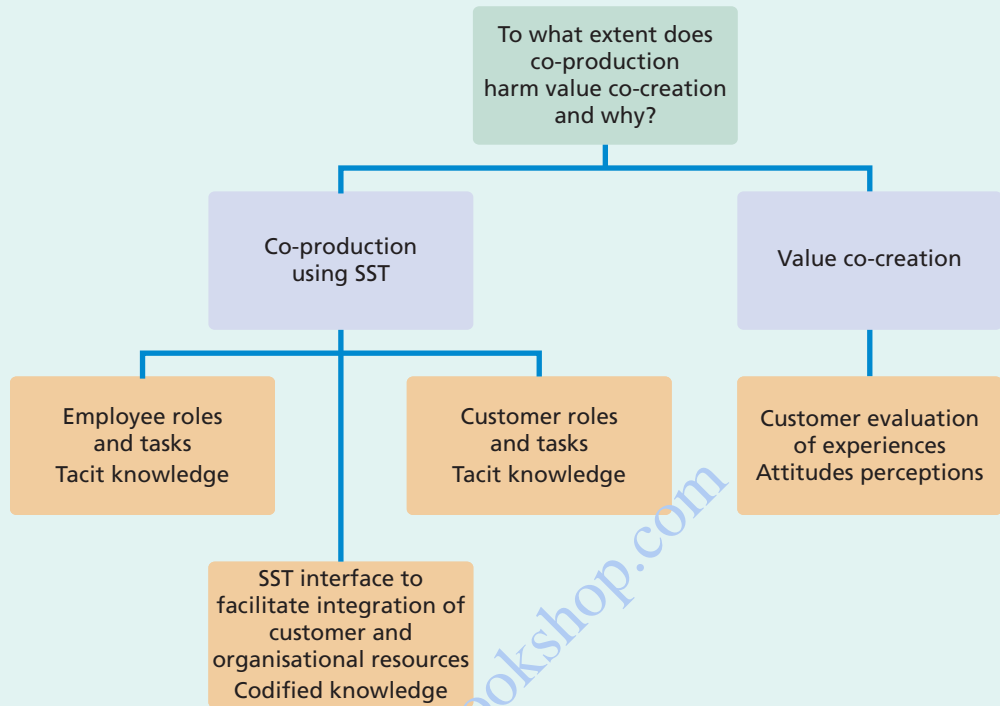 To what extent does
co-production
harm value co-creation
and why?
Co-production
using SST
Value co-creation
Employee roles
and tasks
Tacit knowledge
Customer roles
and tasks
Tacit knowledge
Customer evaluation
of experiences
Attitudes perceptions
SST interface to
facilitate integration of
customer and
organisational resources
Codified knowledge
ookshop.com